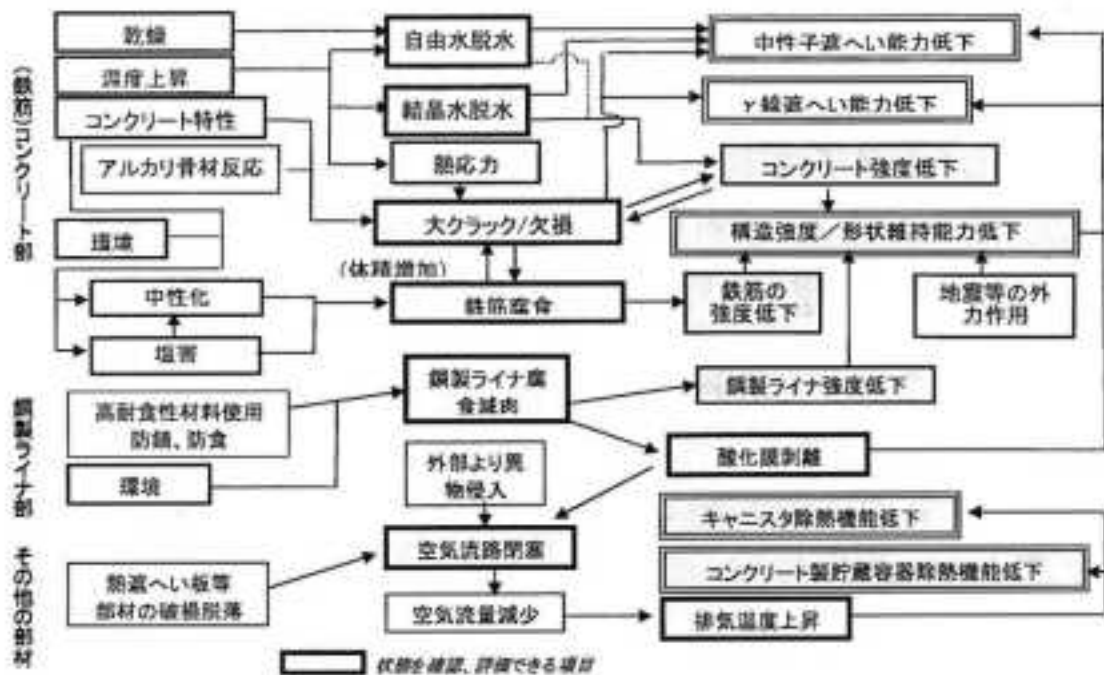 (鉄筋)コンクリート部
乾燥
温度上昇
コンクリート特性
アルカリ骨材反応
環境
中性化
塩害
自由水脱水
結晶水脱水
熱応力
大クラック/欠損
(体積増加)
鉄筋腐食
中性子遮へい能力低下
γ線遮へい能力低下
コンクリート強度低下
構造強度/形状維持能力低下
鉄筋の
強度低下
地震等の外
力作用
鋼製ライナ部
高耐食性材料使用
防錆、防食
環境
鋼製ライナ腐
食減肉
鋼製ライナ強度低下
酸化膜剥離
その他の部材
外部より異
物侵入
空気流路閉塞
熱遮へい板等
部材の破損脱落
空気流量減少
キャニスタ除熱機能低下
コンクリート製貯蔵容器除熱機能低下
排気温度上昇
状態を確認、評価できる項目